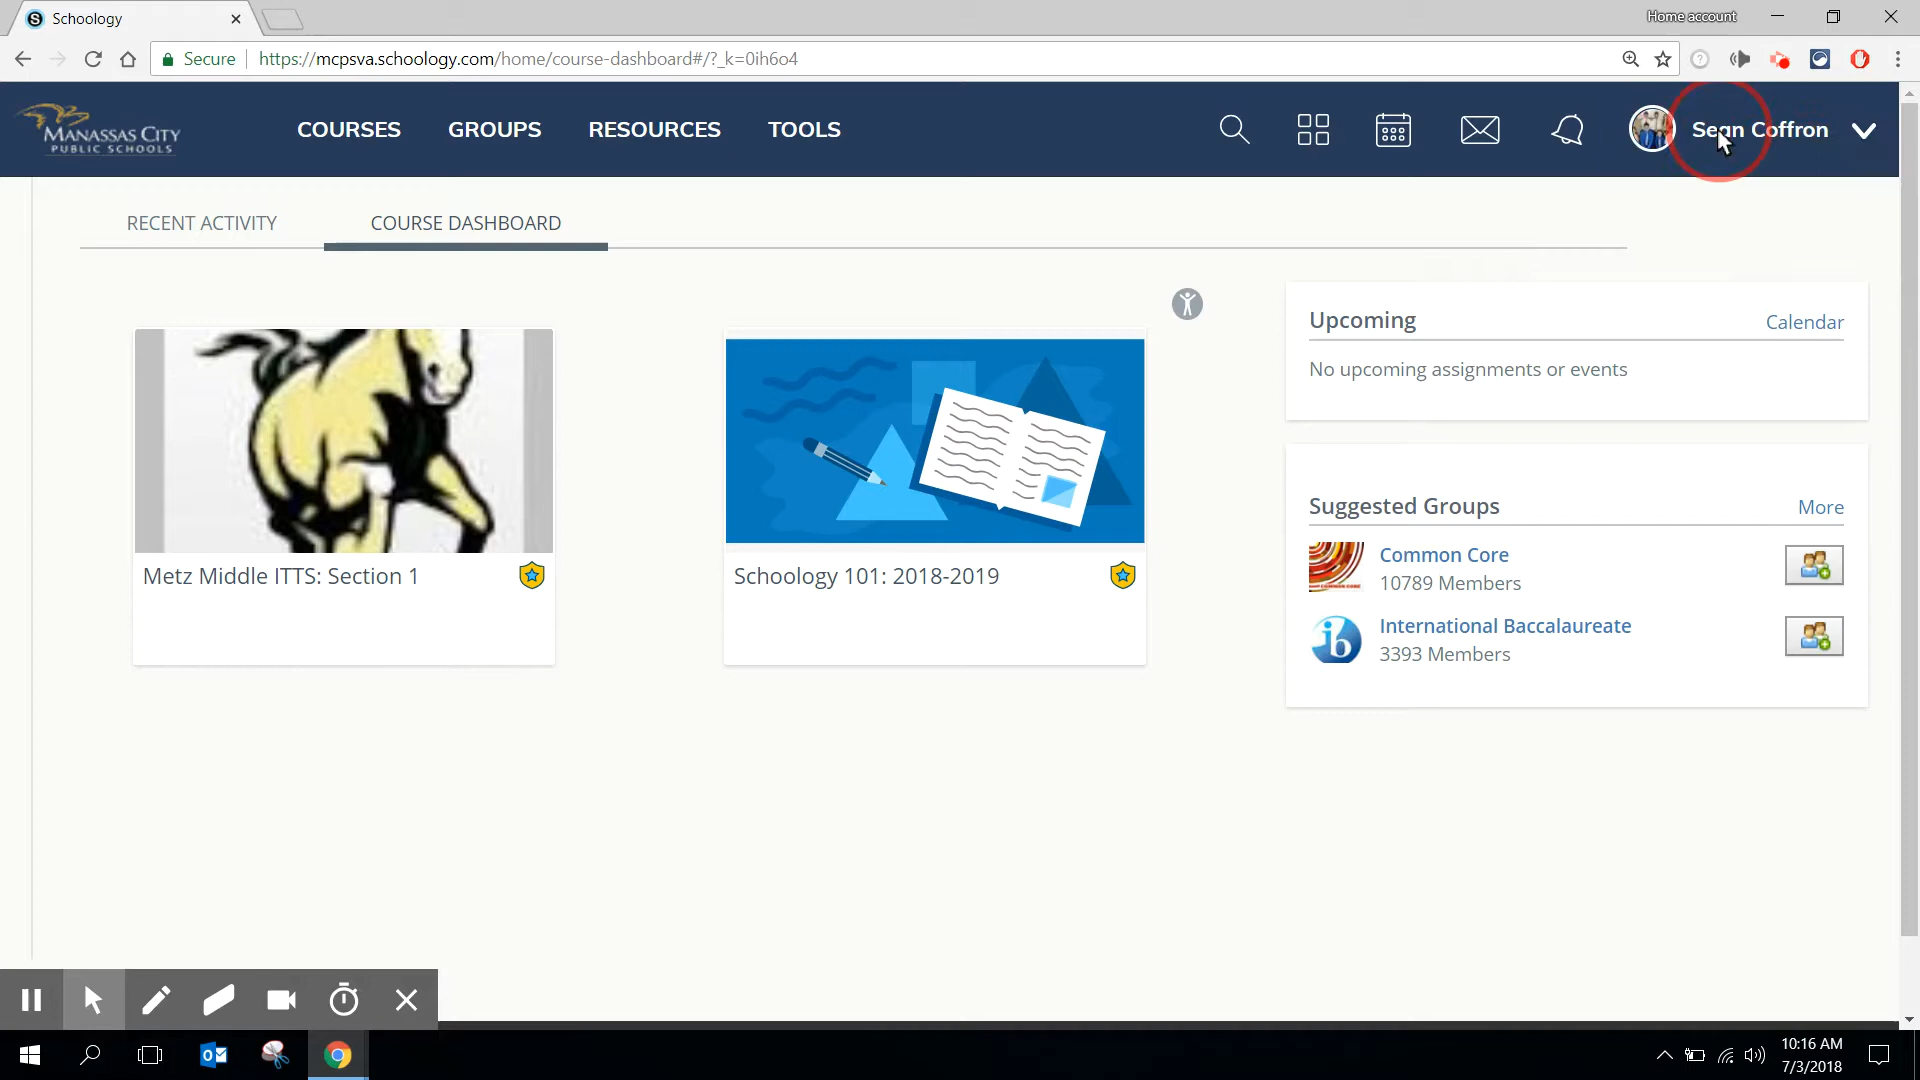 Schoology
Home account
Secure
https://mcpsva.schoology.com/home/course-dashboard#/?_k=0ih6o4
MANASSAS CITY
PUBLIC SCHOOLS
COURSES
GROUPS
RESOURCES
TOOLS
Sean Coffron
RECENT ACTIVITY
COURSE DASHBOARD
Upcoming
Calendar
No upcoming assignments or events
Metz Middle ITTS: Section 1
Schoology 101: 2018-2019
Suggested Groups
More
COMMON CORE
Common Core
10789 Members
ib
International Baccalaureate
3393 Members
10:16 AM
7/3/2018